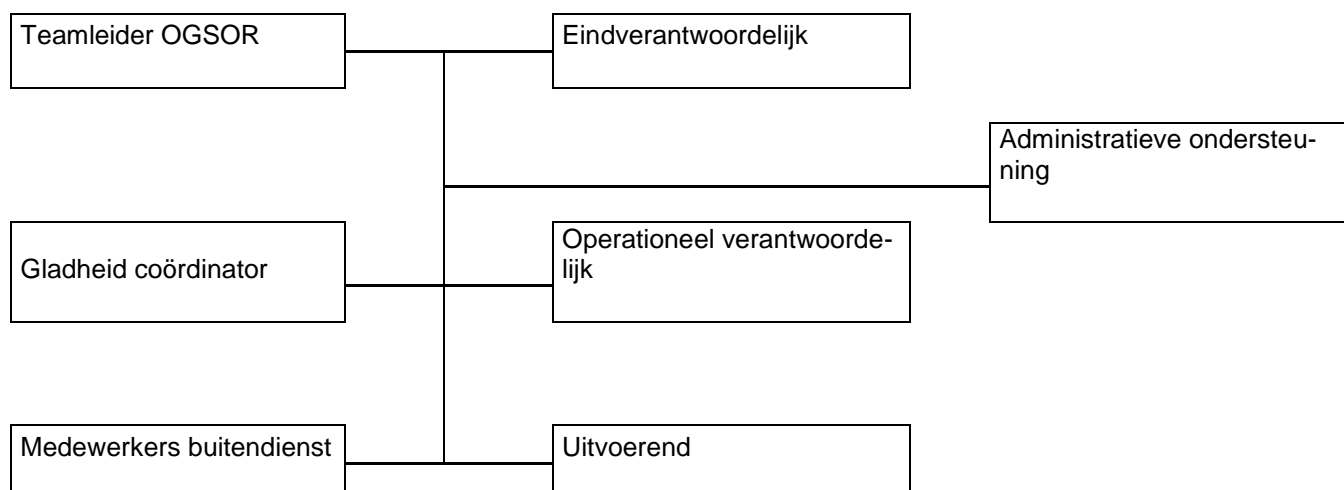 Teamleider OGSOR
Eindverantwoordelijk
Administratieve ondersteu-
ning
Gladheid coördinator
Operationeel verantwoorde-
lijk
Medewerkers buitendienst
Uitvoerend